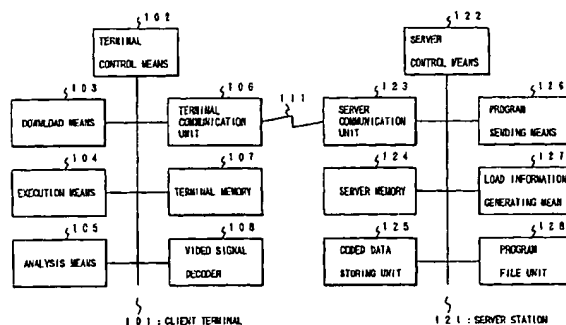 102
TERMINAL
CONTROL MEANS
122
SERVER
CONTROL MEANS
103
DOWNLOAD MEANS
106
TERMINAL
COMMUNICATION
UNIT
111
123
SERVER
COMMUNICATION
UNIT
126
PROGRAM
SENDING MEANS
104
EXECUTION MEANS
107
TERMINAL MEMORY
124
SERVER MEMORY
127
LOAD INFORMATION
GENERATING MEAN
105
ANALYSIS MEANS
108
VIDEO SIGNAL
DECODER
125
CODED DATA
STORING UNIT
128
PROGRAM
FILE UNIT
101 : CLIENT TERMINAL
121 : SERVER STATION